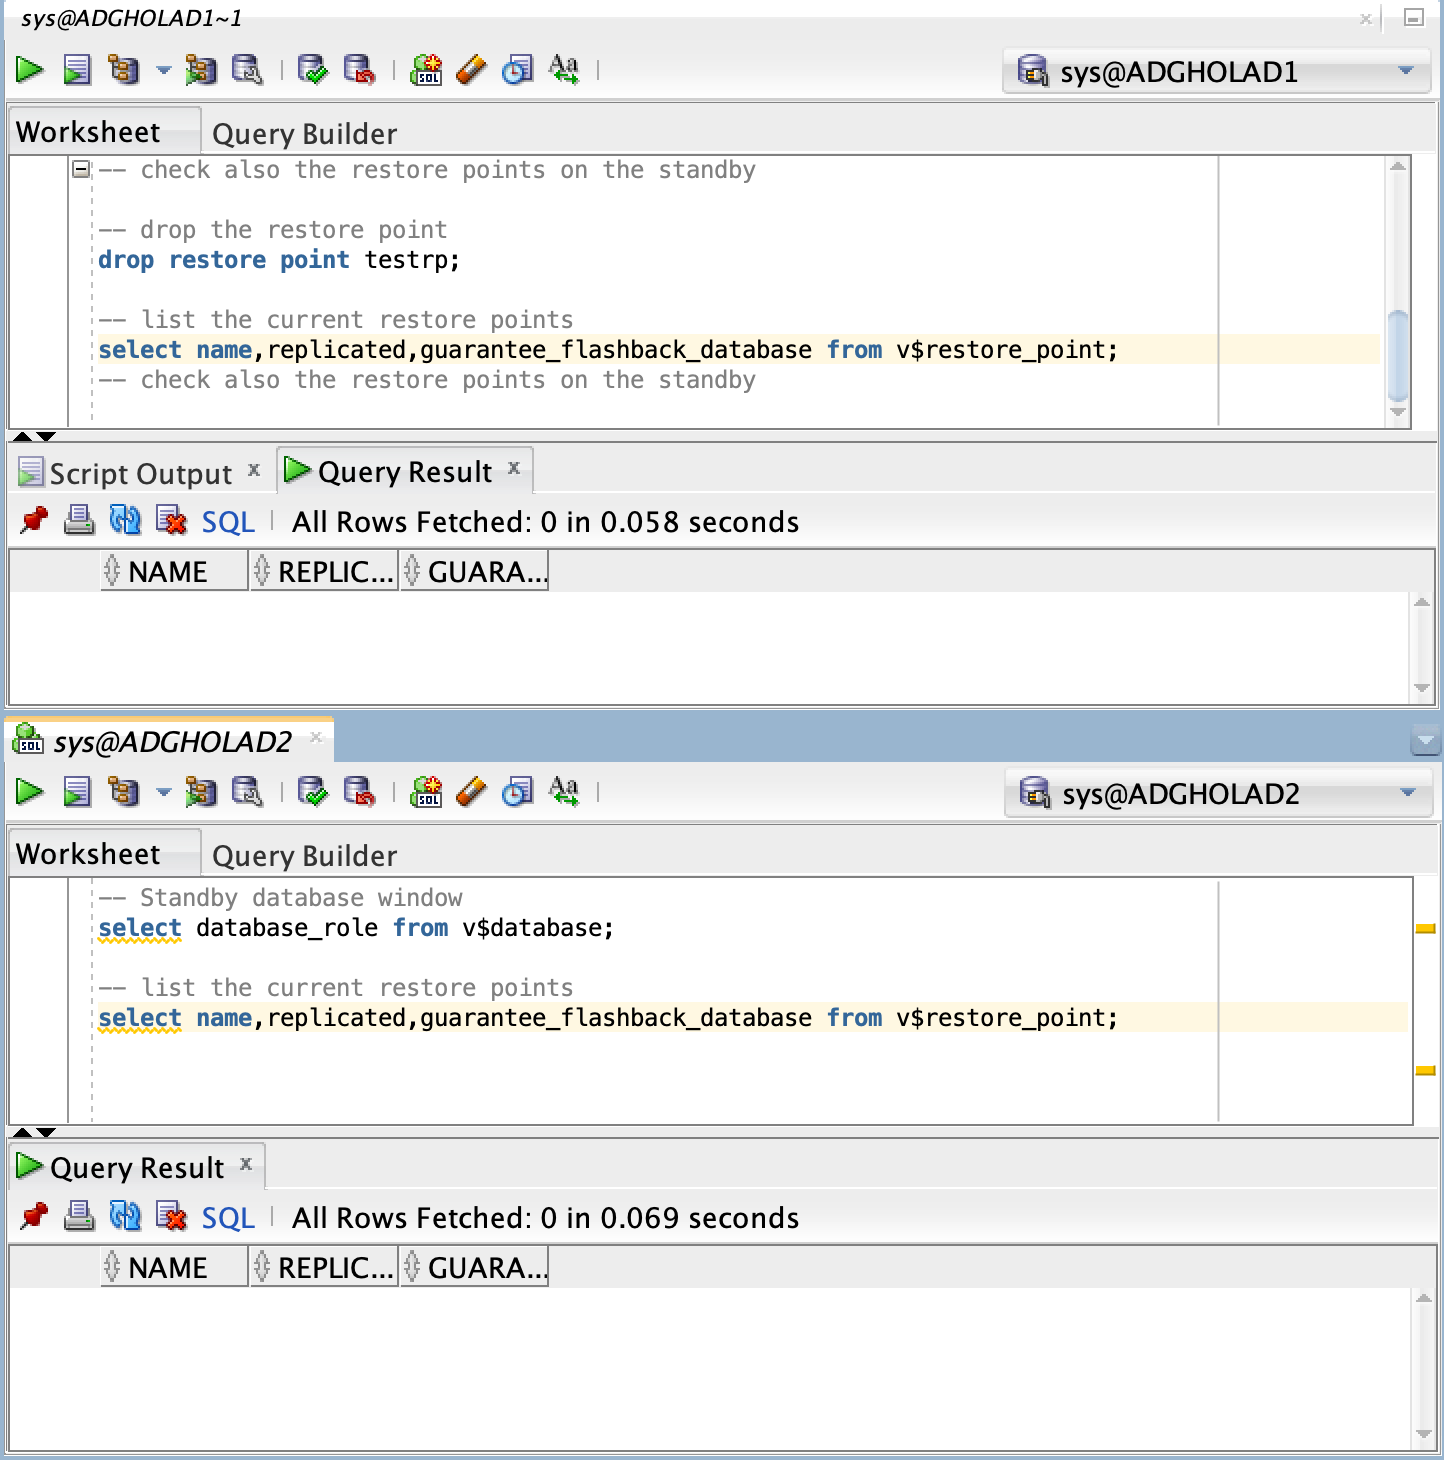 sys@ADGHOLAD1~1
sys@ADGHOLAD1
Worksheet Query Builder
-- check also the restore points on the standby
-- drop the restore point
drop restore point testrp;
-- list the current restore points
select name,replicated,guarantee_flashback_database from v$restore_point;
-- check also the restore points on the standby
Script Output x Query Result x
SQL All Rows Fetched: 0 in 0.058 seconds
NAME REPLIC... GUARA...
sys@ADGHOLAD2
sys@ADGHOLAD2
Worksheet Query Builder
-- Standby database window
select database_role from v$database;
-- list the current restore points
select name,replicated,guarantee_flashback_database from v$restore_point;
Query Result x
SQL All Rows Fetched: 0 in 0.069 seconds
NAME REPLIC... GUARA...